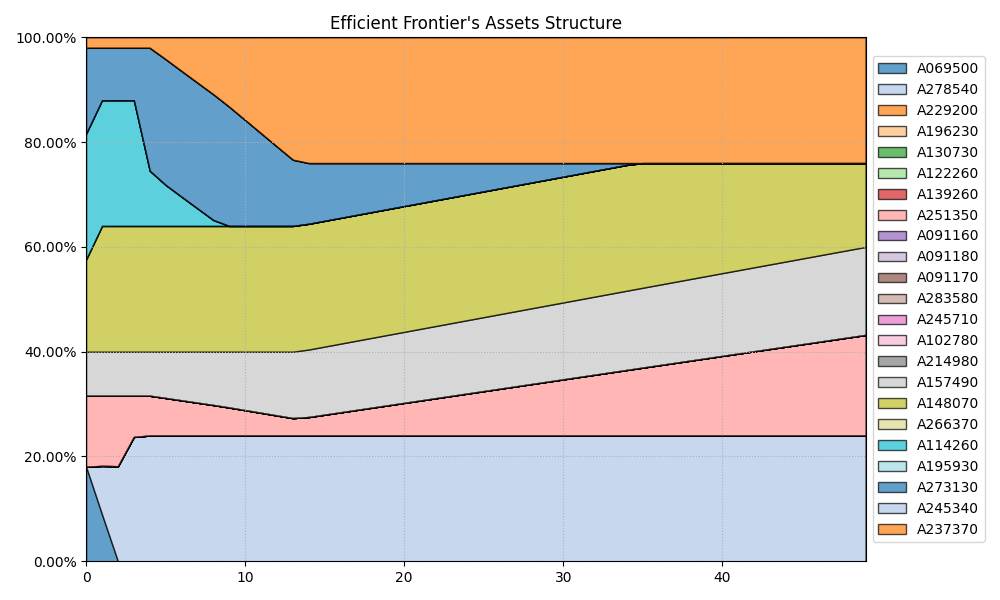 Efficient Frontier's Assets Structure
100.00%
80.00%
60.00%
40.00%
20.00%
0.00%
0
10
20
30
40
A069500
A278540
A229200
A196230
A130730
A122260
A139260
A251350
A091160
A091180
A091170
A283580
A245710
A102780
A214980
A157490
A148070
A266370
A114260
A195930
A273130
A245340
A237370